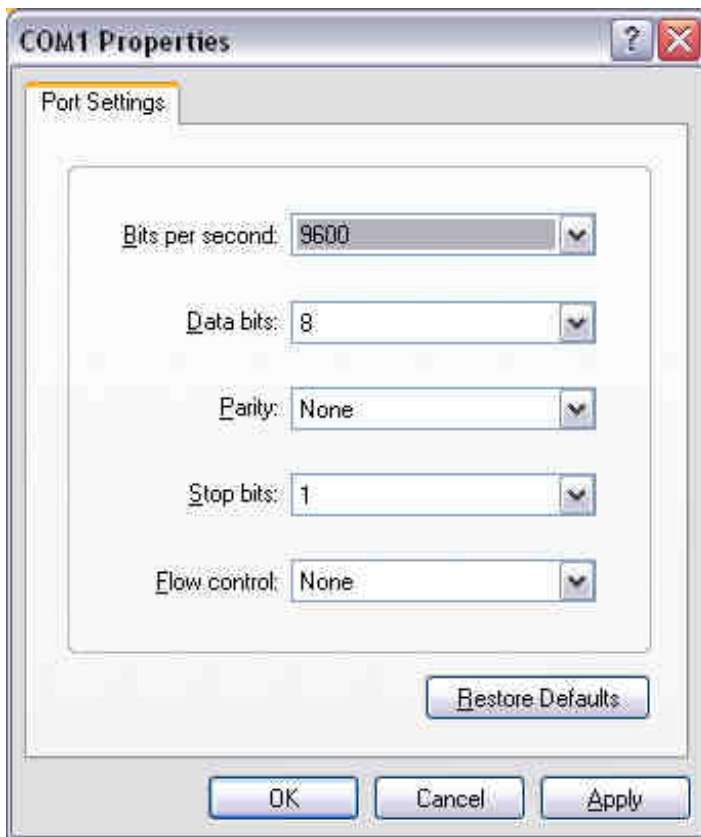 COM1 Properties
Port Settings
Bits per second: 9600
Data bits: 8
Parity: None
Stop bits: 1
Flow control: None
Restore Defaults
OK Cancel Apply